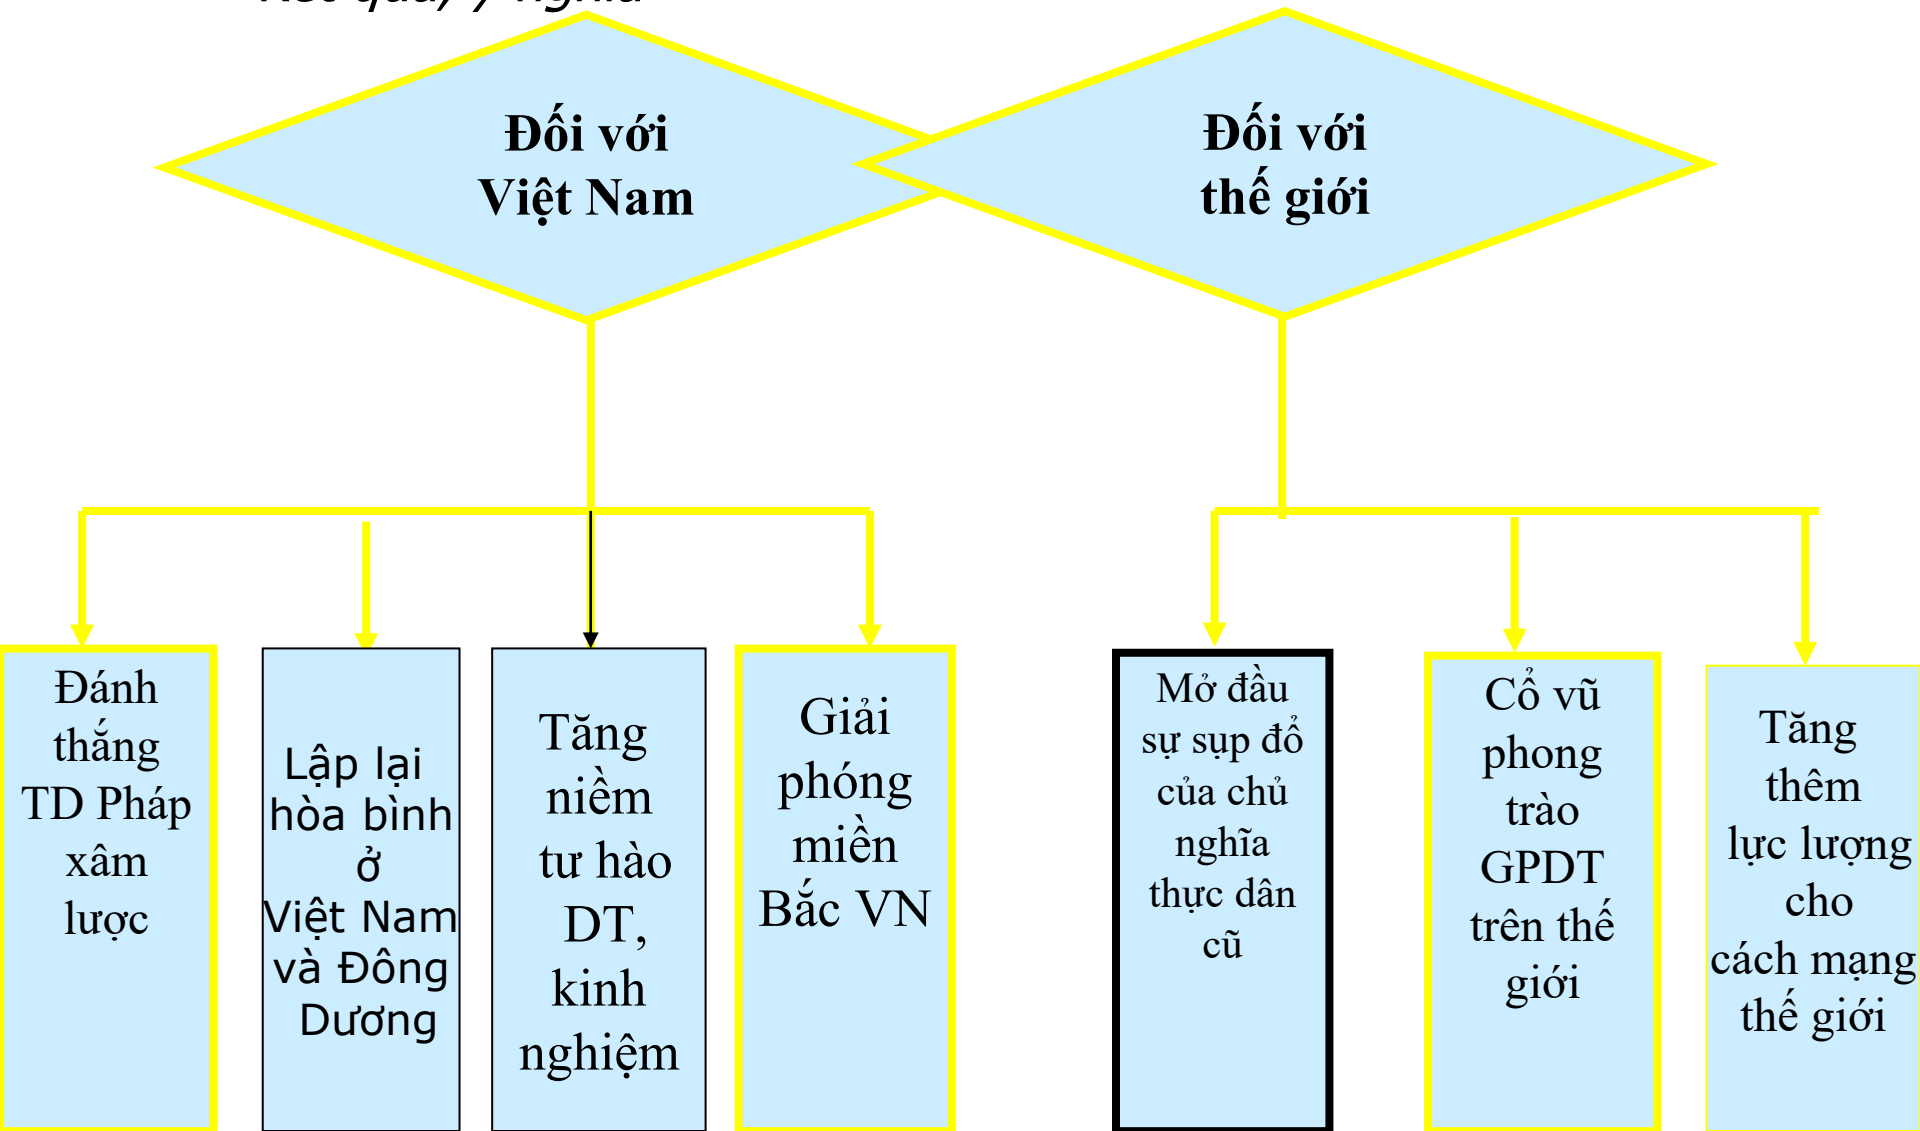 Đối với
Việt Nam
Đối với
thế giới
Đánh
thắng
TD Pháp
xâm
lược
Lập lại
hòa bình
ở
Việt Nam
và Đông
Dương
Tăng
niềm
tư hào
DT,
kinh
nghiệm
Giải
phóng
miền
Bắc VN
Mở đầu
sự sụp đổ
của chủ
nghĩa
thực dân
cũ
Cổ vũ
phong
trào
GPDT
trên thế
giới
Tăng
thêm
lực lượng
cho
cách mạng
thế giới